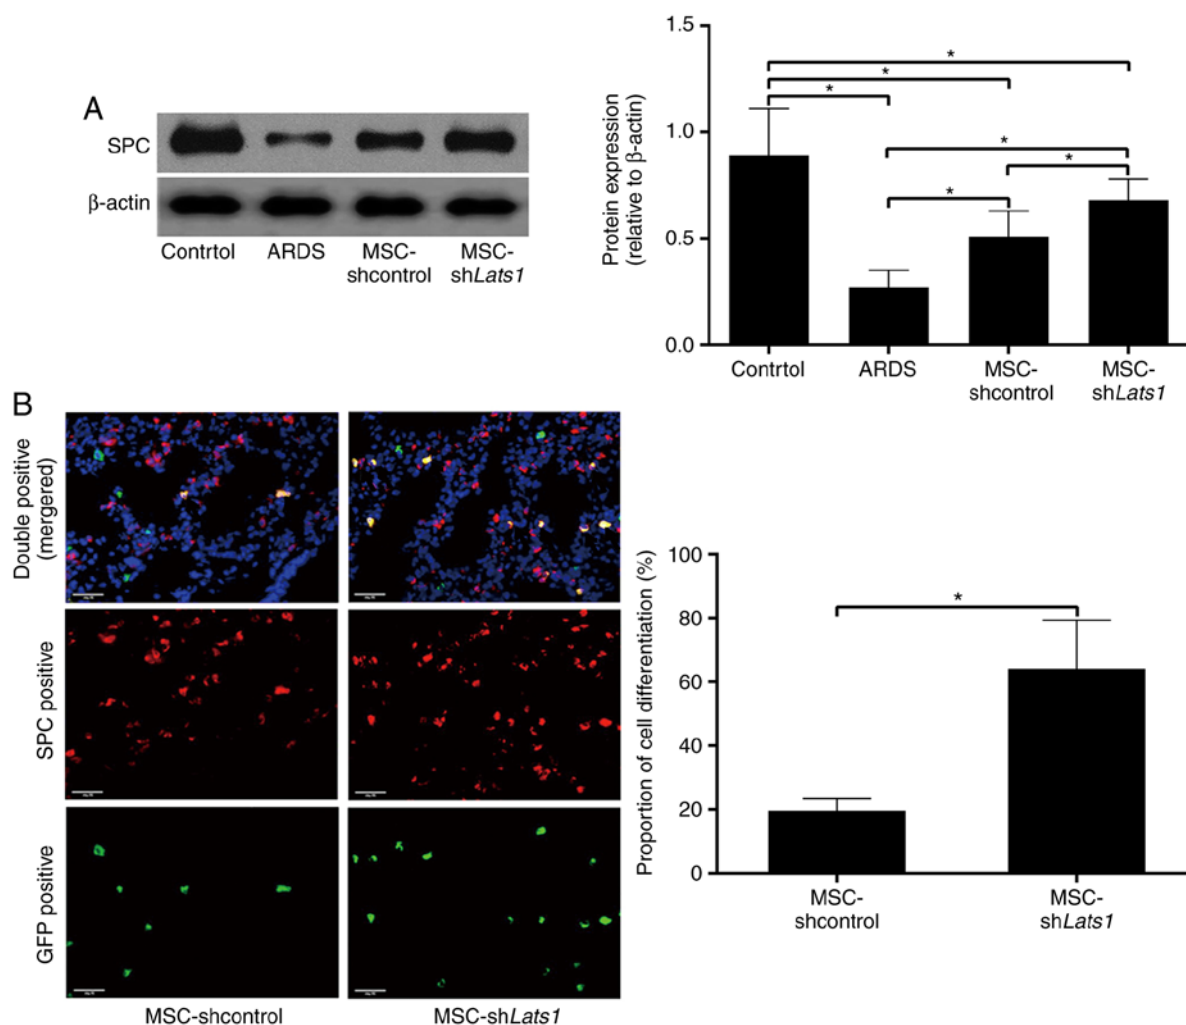 A
SPC
β-actin
Contrtol
ARDS
MSC-
shcontrol
MSC-
shLats1
Protein expression
(relative to β-actin)
1.5
1.0
0.5
0.0
*
*
*
*
*
*
Contrtol
ARDS
MSC-
shcontrol
MSC-
shLats1
B
Double positive
(mergered)
SPC positive
GFP positive
MSC-shcontrol
MSC-shLats1
Proportion of cell differentiation (%)
100
80
60
40
20
0
*
MSC-
shcontrol
MSC-
shLats1